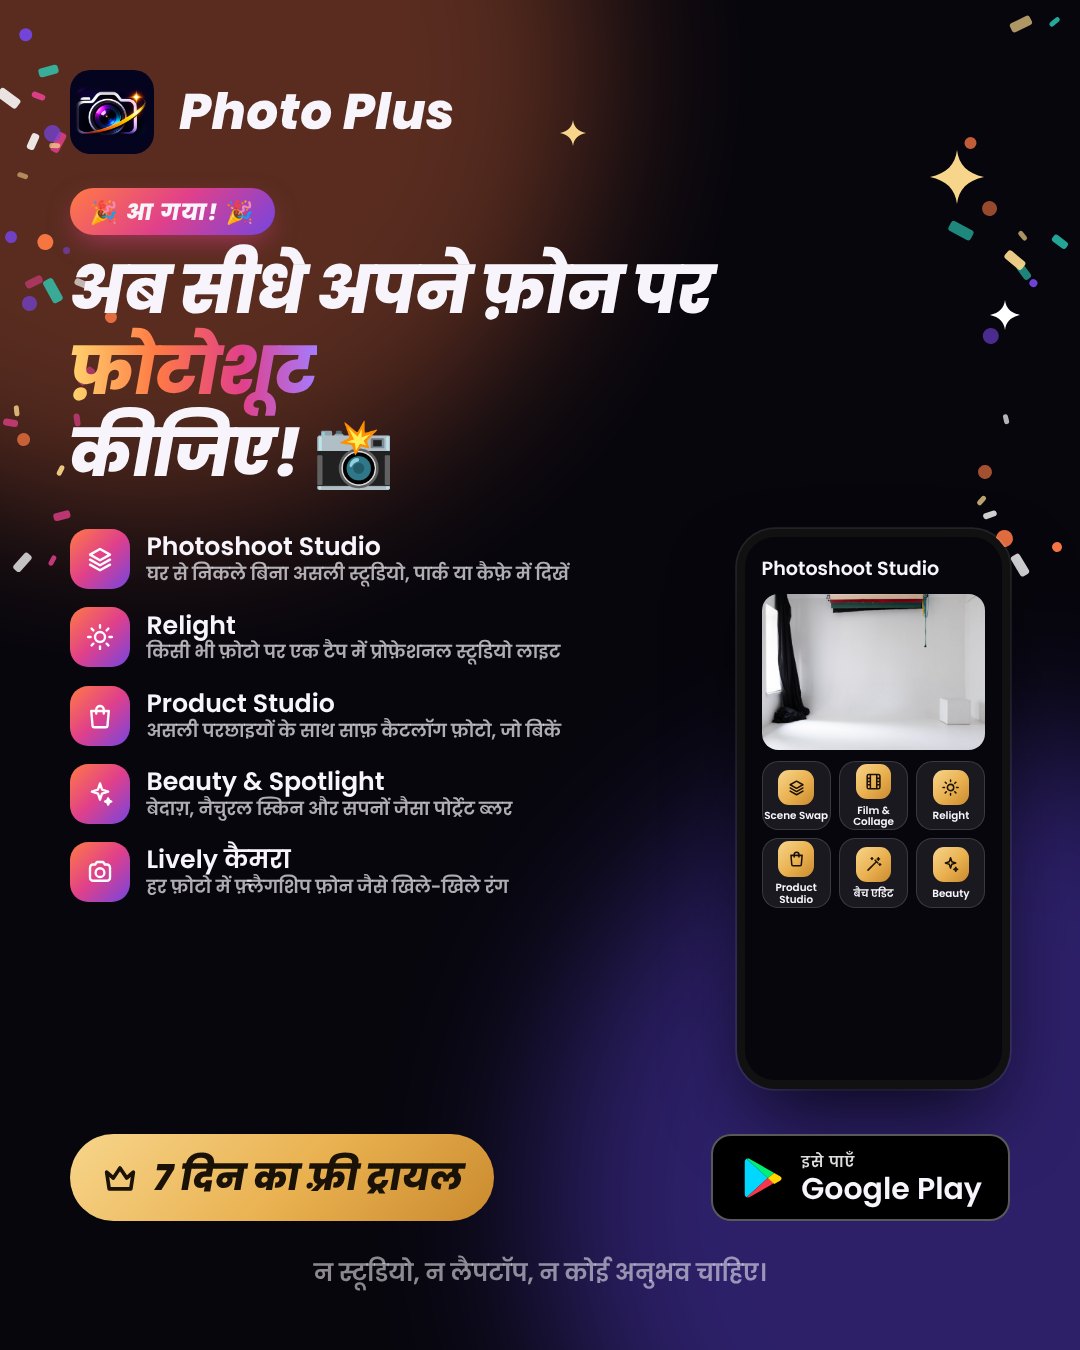 Photo Plus
🎉 आ गया! 🎉
अब सीधे अपने फ़ोन पर
फ़ोटोशूट
कीजिए! 📸
Photoshoot Studio
घर से निकले बिना असली स्टूडियो, पार्क या कैफ़े में दिखें
Relight
किसी भी फ़ोटो पर एक टैप में प्रोफ़ेशनल स्टूडियो लाइट
Product Studio
असली परछाइयों के साथ साफ़ कैटलॉग फ़ोटो, जो बिकें
Beauty & Spotlight
बेदाग़, नैचुरल स्किन और सपनों जैसा पोर्ट्रेट ब्लर
Lively कैमरा
हर फ़ोटो में फ़्लैगशिप फ़ोन जैसे खिले-खिले रंग
Photoshoot Studio
Scene Swap
Film &
Collage
Relight
Product
Studio
बैच एडिट
Beauty
7 दिन का फ़्री ट्रायल
इसे पाएँ
Google Play
न स्टूडियो, न लैपटॉप, न कोई अनुभव चाहिए।